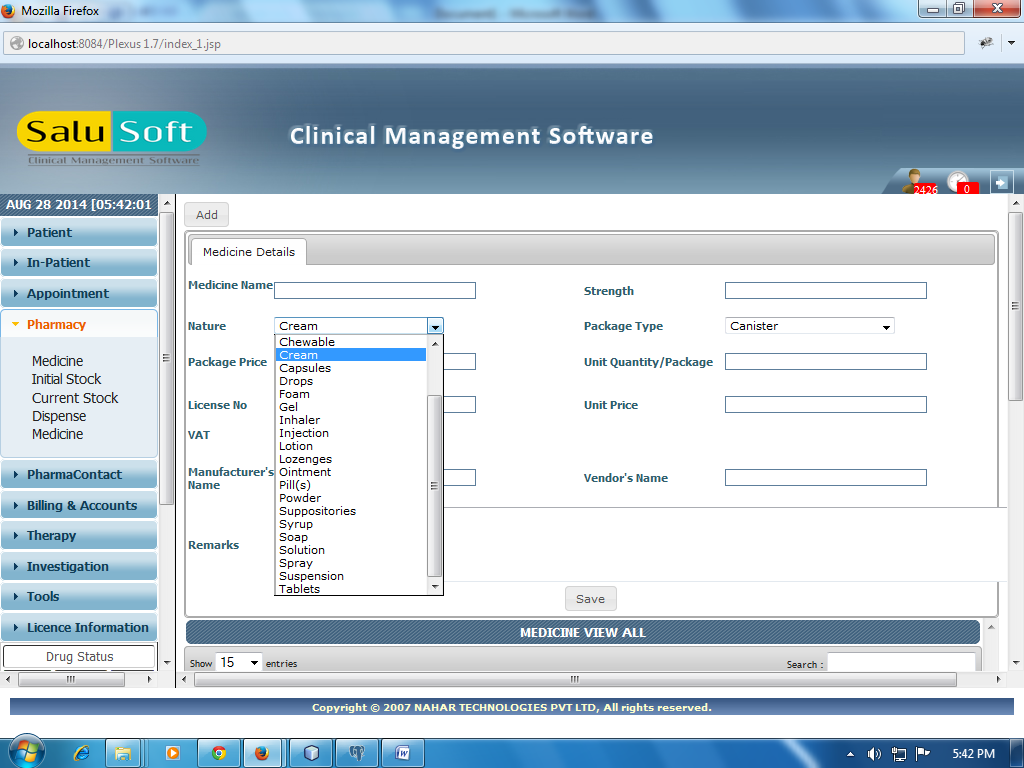 Mozilla Firefox
localhost:8084/Plexus 1.7/index_1.jsp
Salu Soft
Clinical Management Software
Clinical Management Software
2426
0
AUG 28 2014 [05:42:01
Patient
In-Patient
Appointment
Pharmacy
Medicine
Initial Stock
Current Stock
Dispense
Medicine
PharmaContact
Billing & Accounts
Therapy
Investigation
Tools
Licence Information
Drug Status
Add
Medicine Details
Medicine Name
Strength
Nature
Cream
Package Type
Canister
Package Price
Unit Quantity/Package
License No
Unit Price
VAT
Manufacturer's
Name
Vendor's Name
Remarks
Chewable
Cream
Capsules
Drops
Foam
Gel
Inhaler
Injection
Lotion
Lozenges
Ointment
Pill(s)
Powder
Suppositories
Syrup
Soap
Solution
Spray
Suspension
Tablets
Save
MEDICINE VIEW ALL
Show 15 entries
Search :
Copyright © 2007 NAHAR TECHNOLOGIES PVT LTD, All rights reserved.
5:42 PM